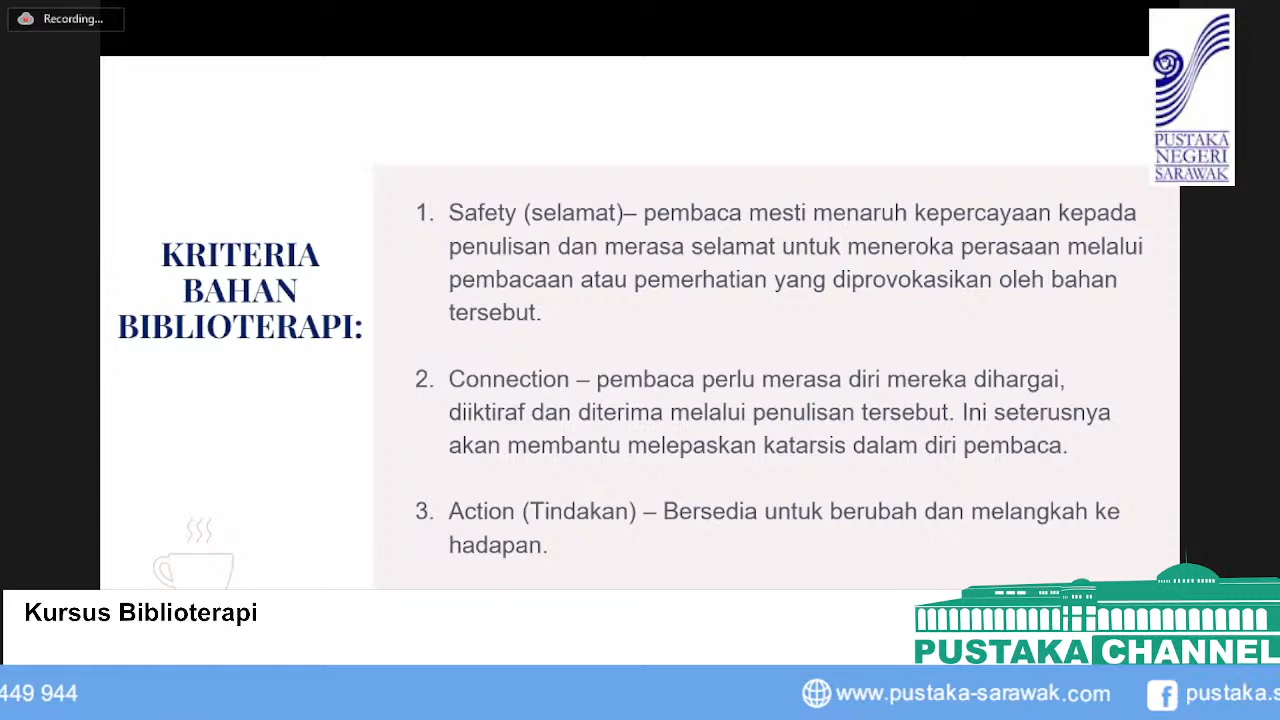 Recording...
PUSTAKA
NEGERI
SARAWAK
KRITERIA
BAHAN
BIBLIOTERAPI:
1. Safety (selamat)– pembaca mesti menaruh kepercayaan kepada
penulisan dan merasa selamat untuk meneroka perasaan melalui
pembacaan atau pemerhatian yang diprovokasikan oleh bahan
tersebut.
2. Connection – pembaca perlu merasa diri mereka dihargai,
diiktiraf dan diterima melalui penulisan tersebut. Ini seterusnya
akan membantu melepaskan katarsis dalam diri pembaca.
3. Action (Tindakan) – Bersedia untuk berubah dan melangkah ke
hadapan.
Kursus Biblioterapi
PUSTAKA CHANNEL
449 944
www.pustaka-sarawak.com
pustaka.s